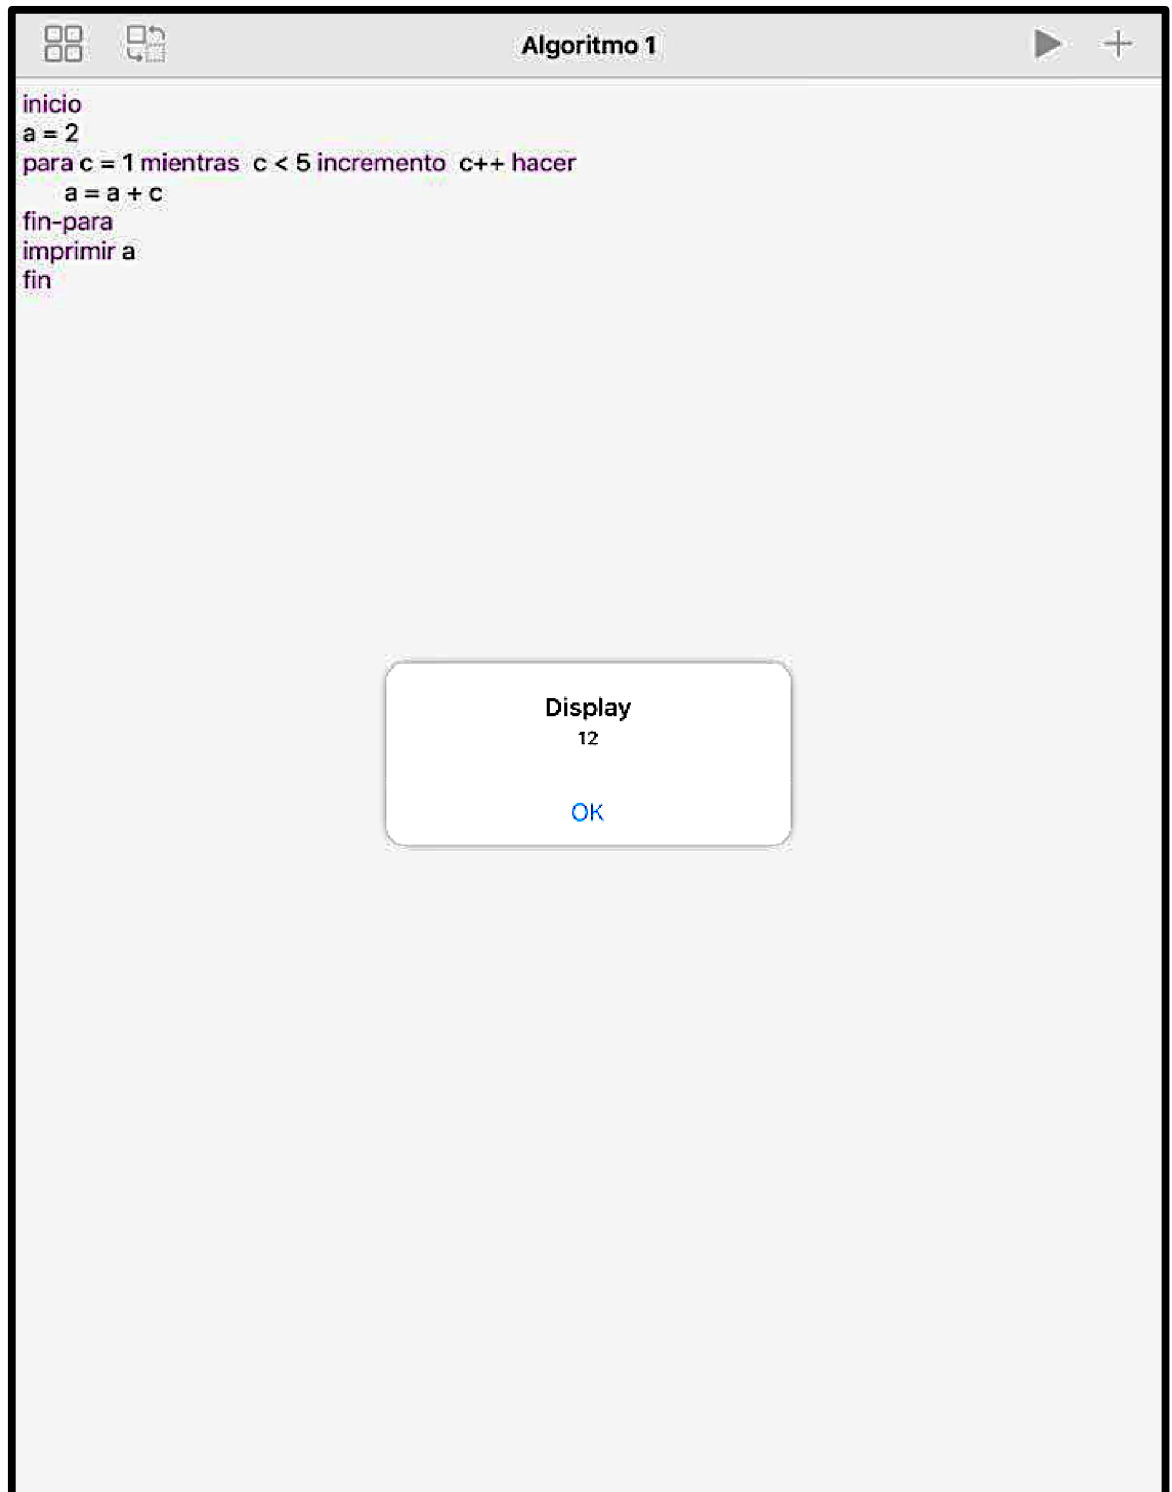 Algoritmo 1
inicio
a = 2
para c = 1 mientras  c < 5 incremento  c++ hacer
a = a + c
fin-para
imprimir a
fin
Display
12
OK